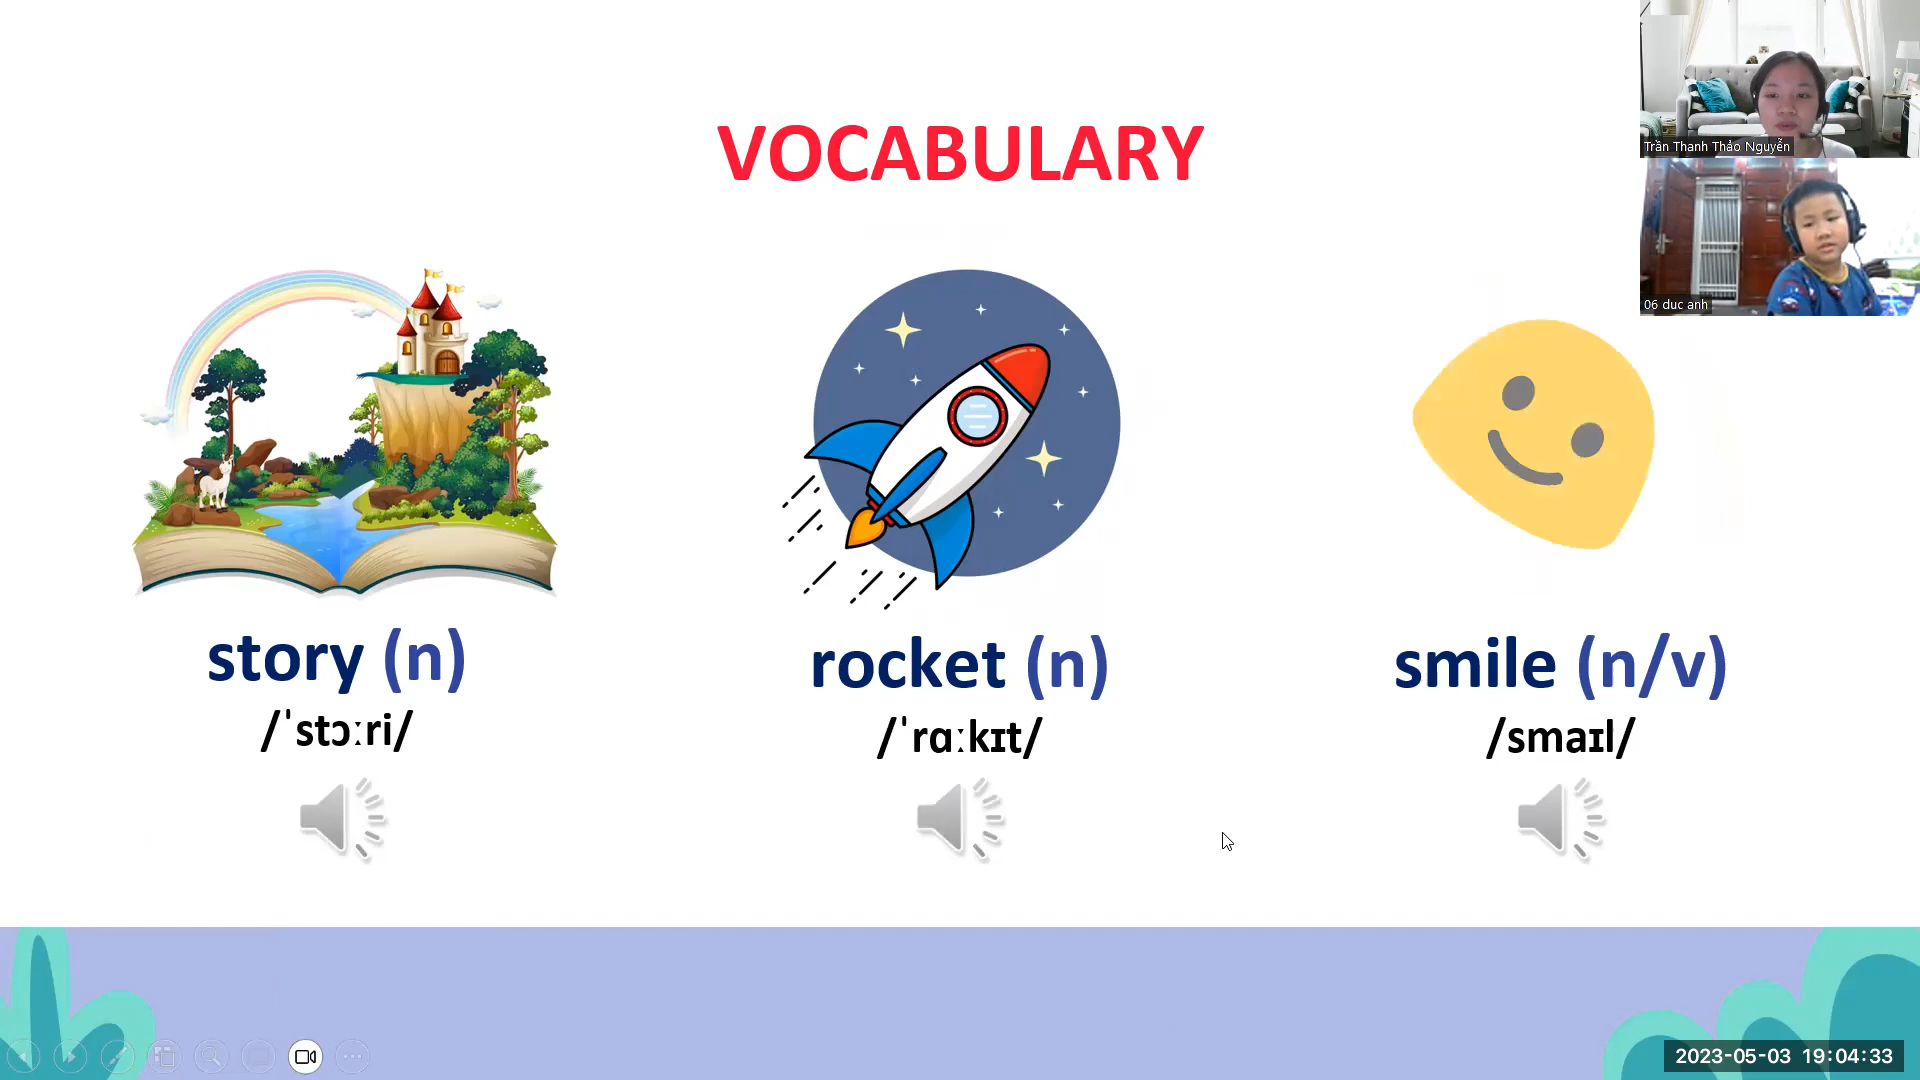 VOCABULARY
Trần Thanh Thảo Nguyễn
06 duc anh
story (n)
/ˈstɔːri/
rocket (n)
/ˈrɑːkɪt/
smile (n/v)
/smaɪl/
2023-05-03 19:04:33